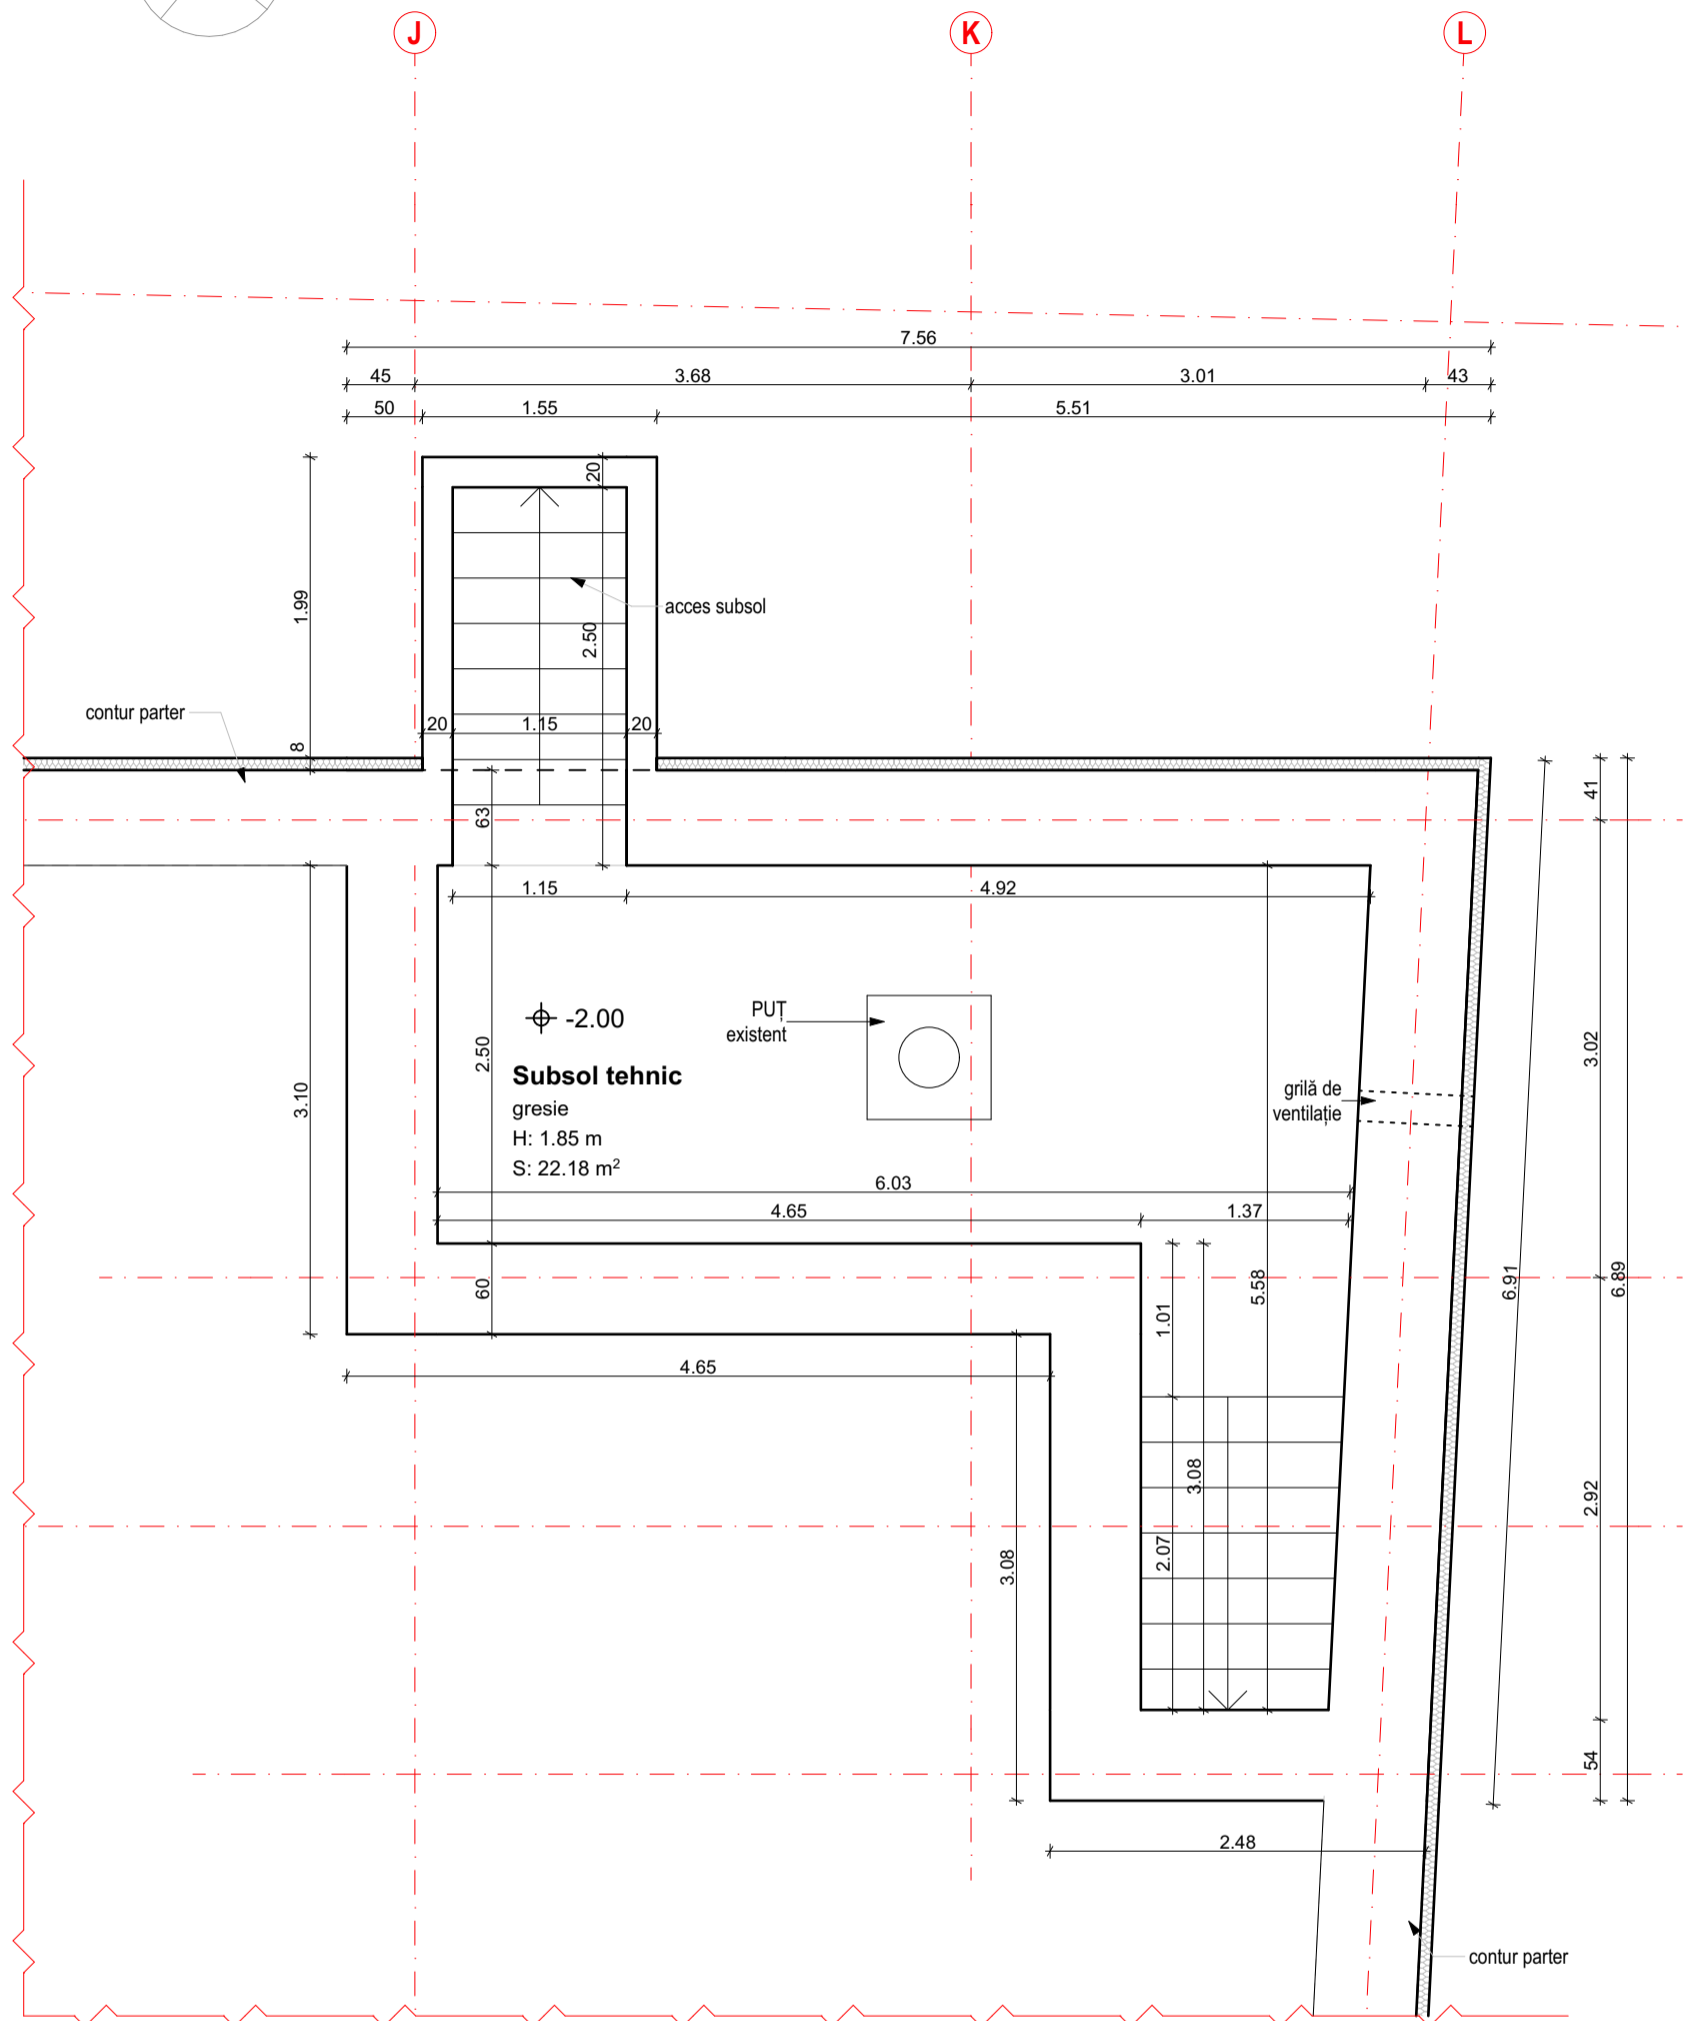 J K L
7.56
45 3.68 3.01 43
50 1.55 5.51
20
1.99
2.50
acces subsol
contur parter
20 1.15 20
8
41
63
1.15 4.92
-2.00
PUȚ
existent
2.50
3.02
Subsol tehnic
gresie
H: 1.85 m
S: 22.18 m²
3.10
grilă de
ventilație
6.03
4.65 1.37
60
1.01
5.58
6.91
6.89
4.65
3.08
2.92
2.07
3.08
54
2.48
contur parter